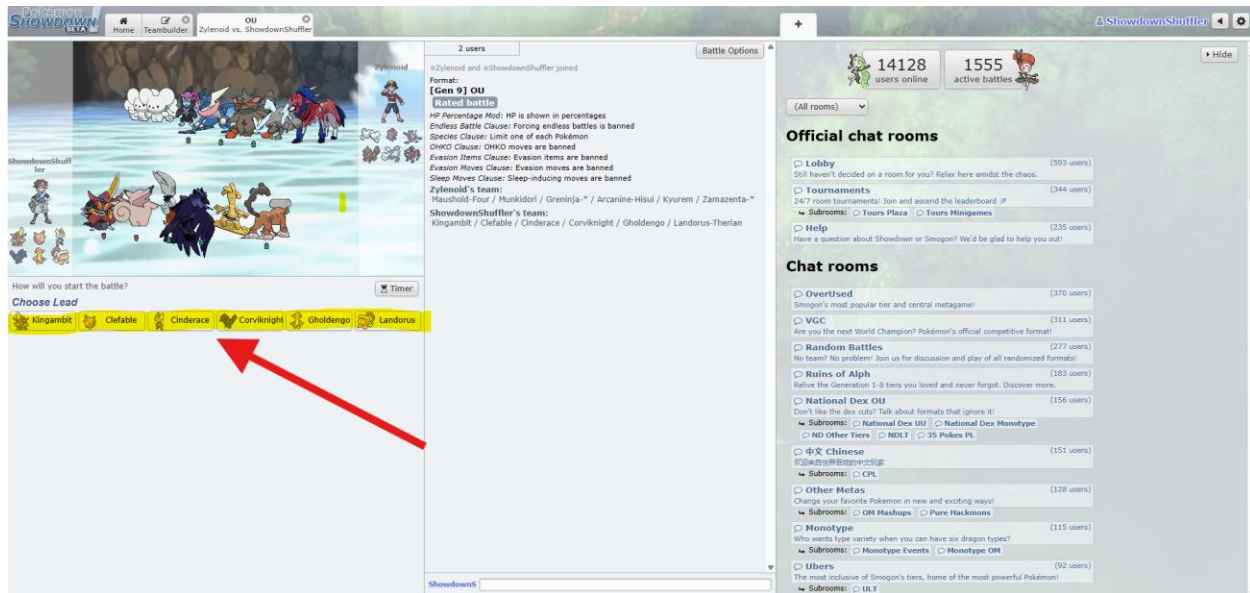 Pokémon
SHOWDOWN!
BETA
Home
Teambuilder
OU
Zylenoid vs. ShowdownShuffler
+
ShowdownShuffler
Zylenoid
ShowdownShuff
ler
How will you start the battle?
Timer
Choose Lead
Kingambit Clefable Cinderace Corviknight Gholdengo Landorus
2 users
Battle Options
☆Zylenoid and ☆ShowdownShuffler joined
Format:
[Gen 9] OU
Rated battle
HP Percentage Mod: HP is shown in percentages
Endless Battle Clause: Forcing endless battles is banned
Species Clause: Limit one of each Pokémon
OHKO Clause: OHKO moves are banned
Evasion Items Clause: Evasion items are banned
Evasion Moves Clause: Evasion moves are banned
Sleep Moves Clause: Sleep-inducing moves are banned
Zylenoid's team:
Maushold-Four / Munkidori / Greninja-* / Arcanine-Hisui / Kyurem / Zamazenta-*
ShowdownShuffler's team:
Kingambit / Clefable / Cinderace / Corviknight / Gholdengo / Landorus-Therian
ShowdownS
14128
users online
1555
active battles
Hide
(All rooms)
Official chat rooms
Lobby (593 users)
Still haven't decided on a room for you? Relax here amidst the chaos.
Tournaments (344 users)
24/7 room tournaments! Join and ascend the leaderboard :P
Subrooms: Tours Plaza Tours Minigames
Help (235 users)
Have a question about Showdown or Smogon? We'd be glad to help you out!
Chat rooms
OverUsed (370 users)
Smogon's most popular tier and central metagame!
VGC (311 users)
Are you the next World Champion? Pokémon's official competitive format!
Random Battles (277 users)
No team? No problem! Join us for discussion and play of all randomized formats!
Ruins of Alph (183 users)
Relive the Generation 1-8 tiers you loved and never forgot. Discover more.
National Dex OU (156 users)
Don't like the dex cuts? Talk about formats that ignore it!
Subrooms: National Dex UU National Dex Monotype
ND Other Tiers NDLT 35 Pokes PL
中文 Chinese (151 users)
Subrooms: CPL
Other Metas (128 users)
Change your favorite Pokemon in new and exciting ways!
Subrooms: OM Mashups Pure Hackmons
Monotype (115 users)
Who wants type variety when you can have six dragon types?
Subrooms: Monotype Events Monotype OM
Ubers (92 users)
The most inclusive of Smogon's tiers, home of the most powerful Pokémon!
Subrooms: ULT